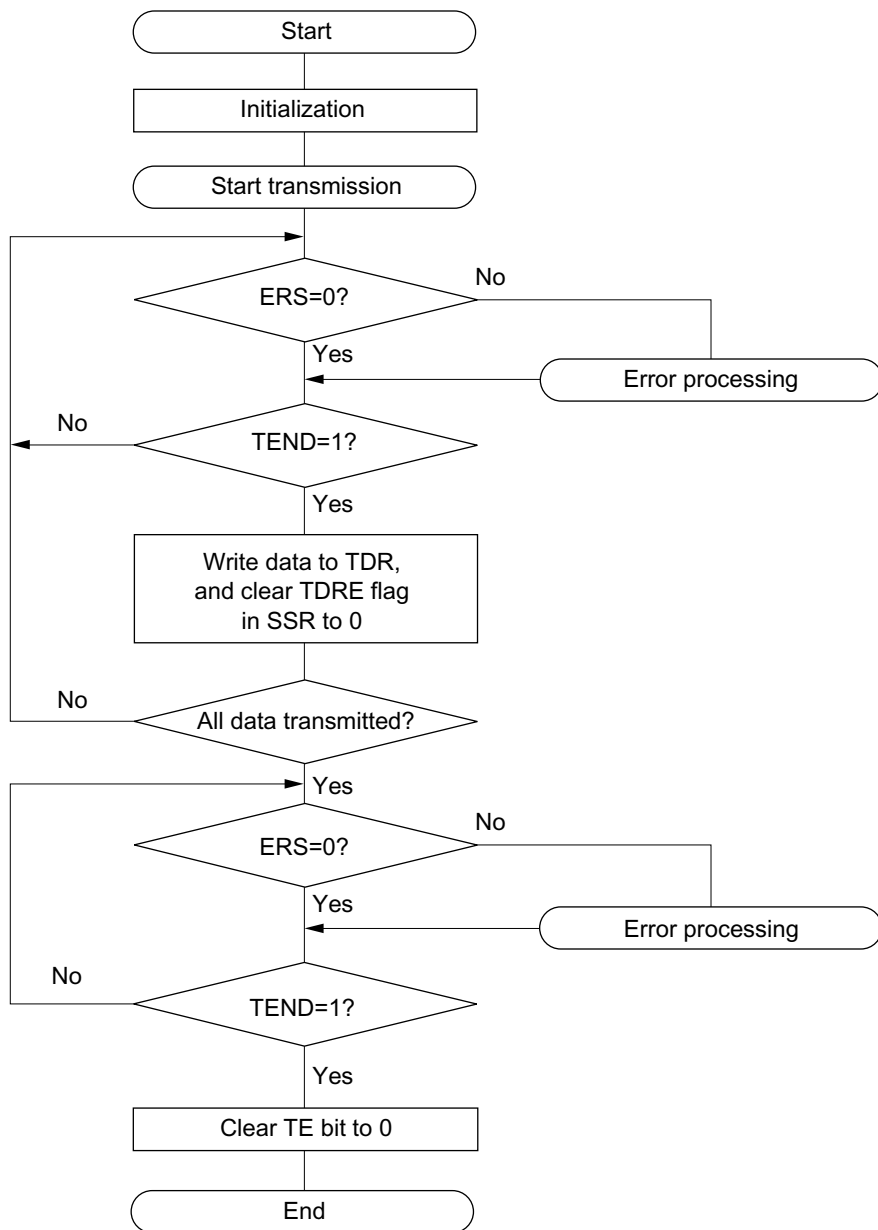 Start
Initialization
Start transmission
ERS=0?
No
Yes
Error processing
No
TEND=1?
Yes
Write data to TDR,
and clear TDRE flag
in SSR to 0
No
All data transmitted?
Yes
ERS=0?
No
Yes
Error processing
No
TEND=1?
Yes
Clear TE bit to 0
End